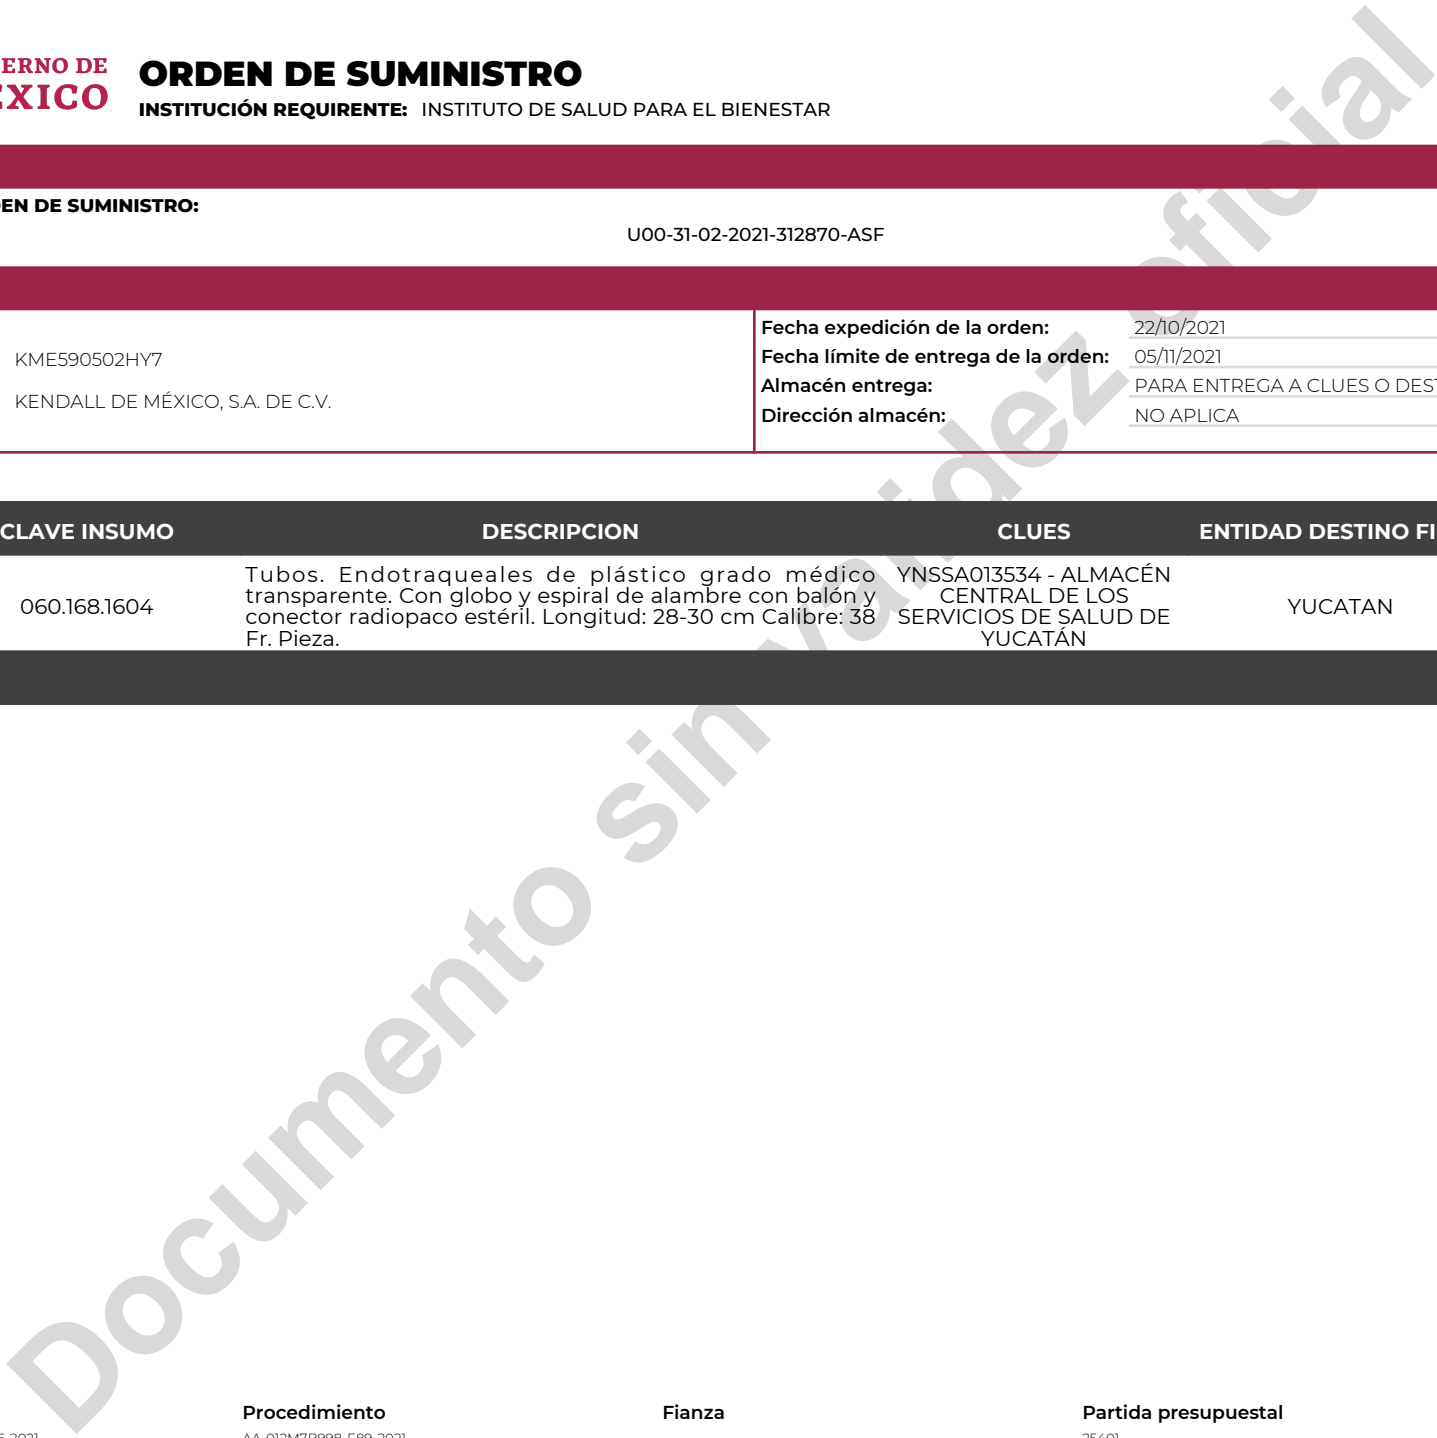 ERNO DE
ÉXICO
ORDEN DE SUMINISTRO
INSTITUCIÓN REQUIRENTE: INSTITUTO DE SALUD PARA EL BIENESTAR
EN DE SUMINISTRO:
U00-31-02-2021-312870-ASF
KME590502HY7
KENDALL DE MÉXICO, S.A. DE C.V.
Fecha expedición de la orden: 22/10/2021
Fecha límite de entrega de la orden: 05/11/2021
Almacén entrega: PARA ENTREGA A CLUES O DEST
Dirección almacén: NO APLICA
CLAVE INSUMO DESCRIPCION CLUES ENTIDAD DESTINO FI
060.168.1604
Tubos. Endotraqueales de plástico grado médico
transparente. Con globo y espiral de alambre con balón y
conector radiopaco estéril. Longitud: 28-30 cm Calibre: 38
Fr. Pieza.
YNSSA013534 - ALMACÉN
CENTRAL DE LOS
SERVICIOS DE SALUD DE
YUCATÁN
YUCATAN
Documento sin validez oficial
Procedimiento Fianza Partida presupuestal